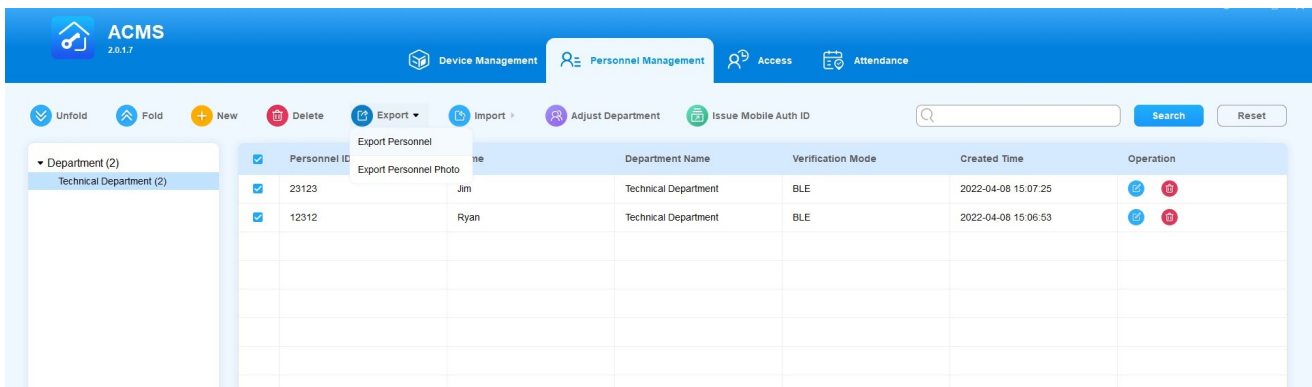 ACMS
2.0.1.7
Device Management Personnel Management Access Attendance
Unfold Fold New Delete Export Import Adjust Department Issue Mobile Auth ID Search Reset
Export Personnel
Export Personnel Photo
Department (2)
Technical Department (2)
Personnel ID me Department Name Verification Mode Created Time Operation
23123 Jim Technical Department BLE 2022-04-08 15:07:25
12312 Ryan Technical Department BLE 2022-04-08 15:06:53